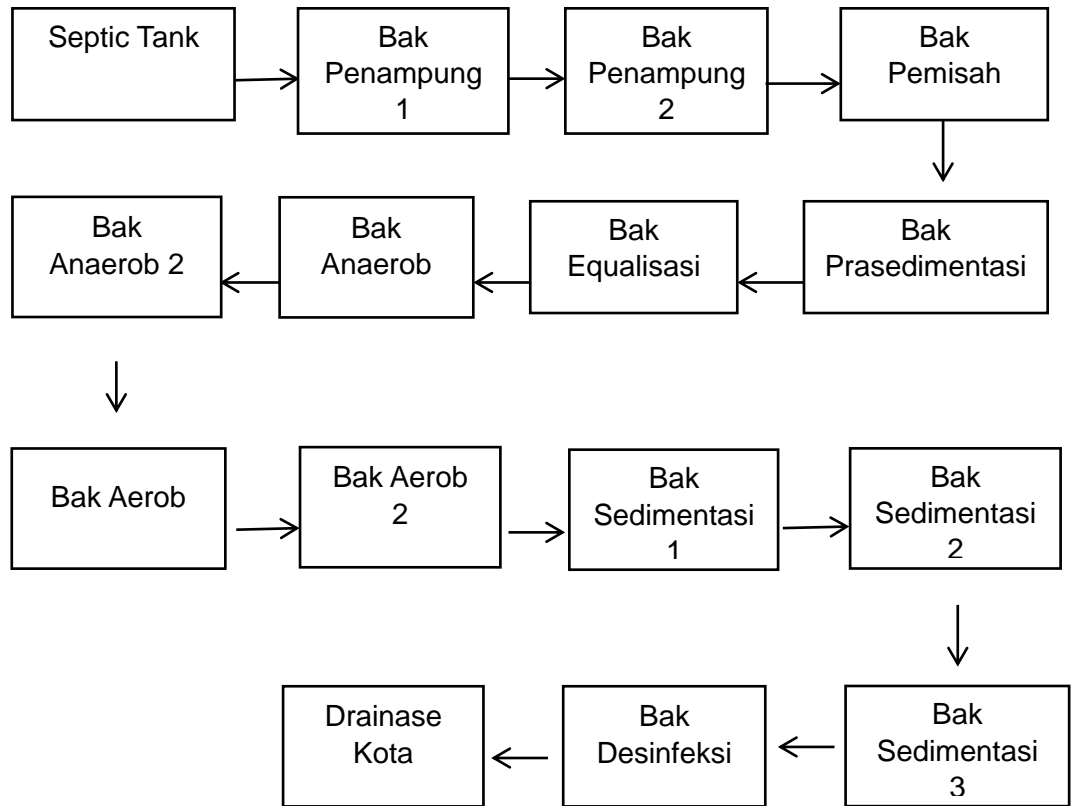 Septic Tank
Bak
Penampung
1
Bak
Penampung
2
Bak
Pemisah
Bak
Anaerob 2
Bak
Anaerob
Bak
Equalisasi
Bak
Prasedimentasi
Bak Aerob
Bak Aerob
2
Bak
Sedimentasi
1
Bak
Sedimentasi
2
Drainase
Kota
Bak
Desinfeksi
Bak
Sedimentasi
3